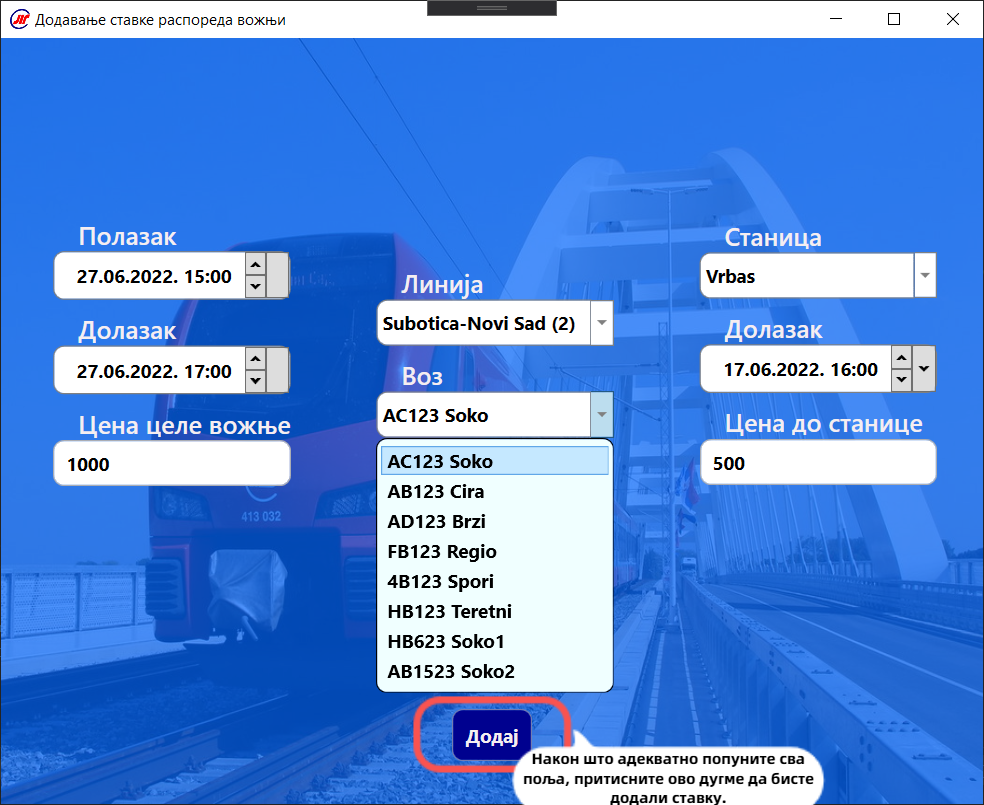 Додавање ставке распореда вожњи
Полазак
27.06.2022. 15:00
Долазак
27.06.2022. 17:00
Цена целе вожње
1000
413 032
Линија
Subotica-Novi Sad (2)
Воз
AC123 Soko
AC123 Soko
AB123 Cira
AD123 Brzi
FB123 Regio
4B123 Spori
HB123 Teretni
HB623 Soko1
AB1523 Soko2
Станица
Vrbas
Долазак
17.06.2022. 16:00
Цена до станице
500
Додај
Након што адекватно попуните сва
поља, притисните ово дугме да бисте
додали ставку.